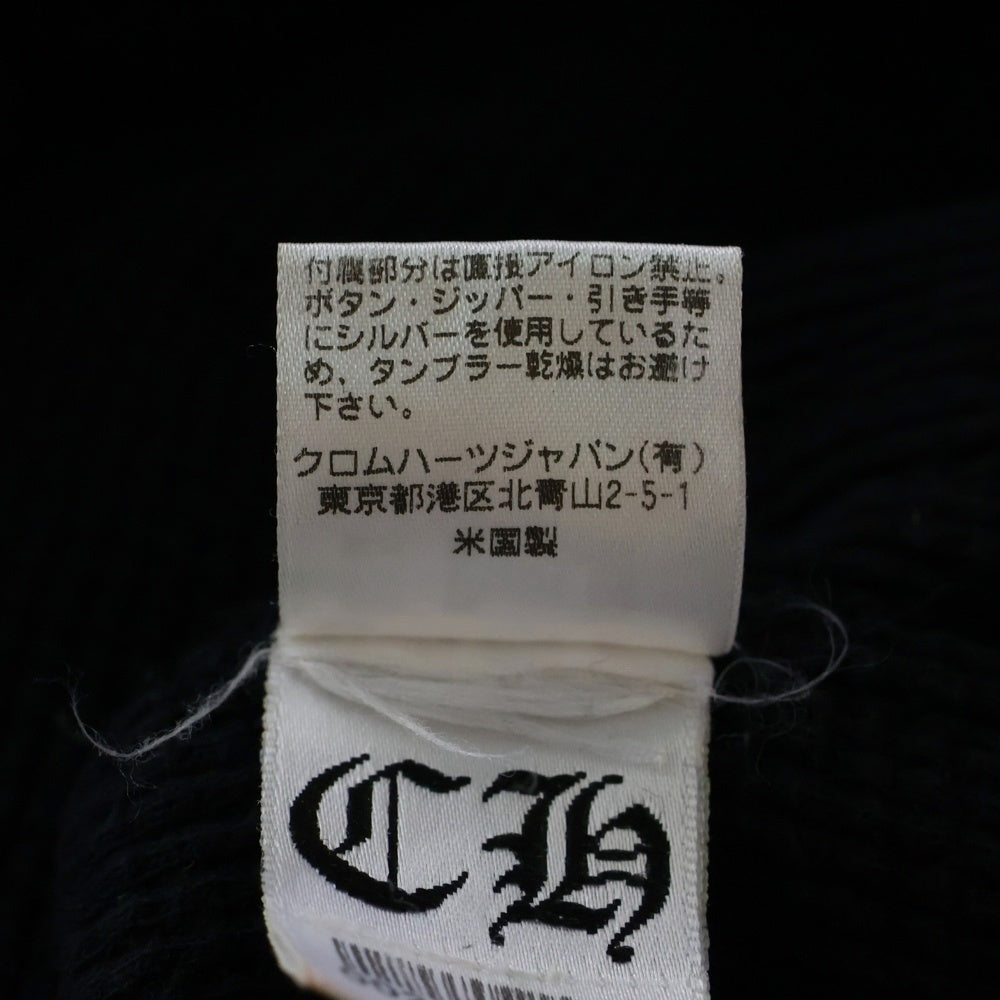 付属部分は直接アイロン禁止。
ボタン・ジッパー・引き手等
にシルバーを使用しているた
め、タンブラー乾燥はお避け
下さい。
クロムハーツジャパン(有)
東京都港区北青山2-5-1
米国製
CH